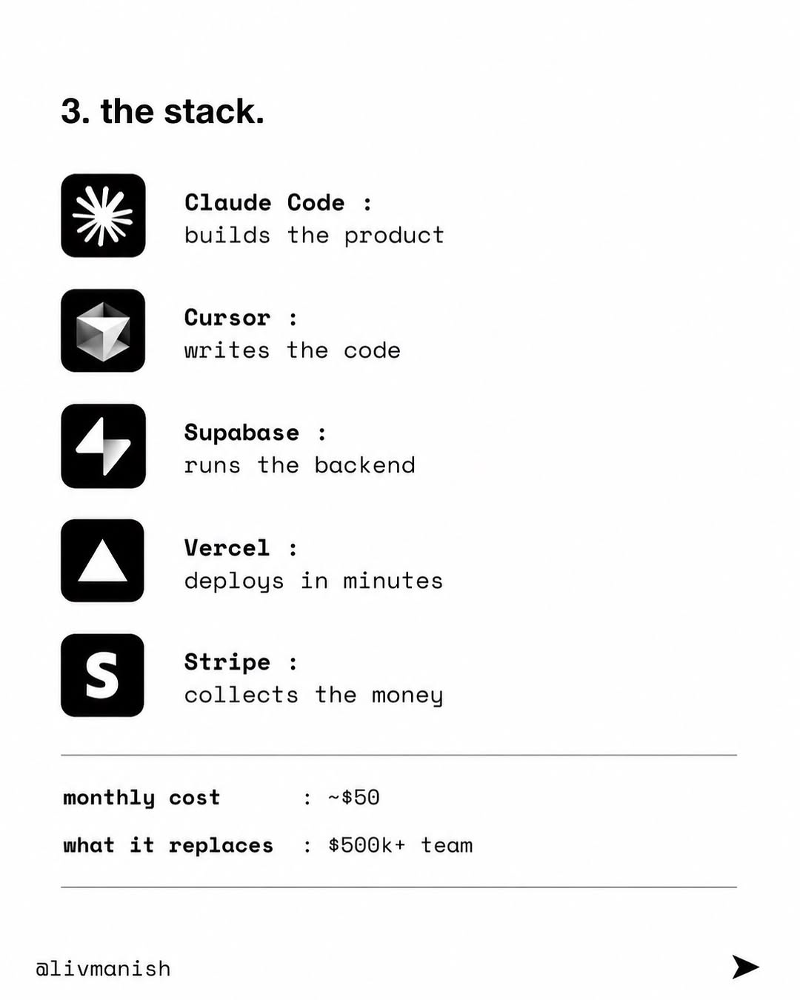 3. the stack.
Claude Code :
builds the product
Cursor :
writes the code
Supabase :
runs the backend
Vercel :
deploys in minutes
S
Stripe :
collects the money
monthly cost : ~$50
what it replaces : $500k+ team
@livmanish